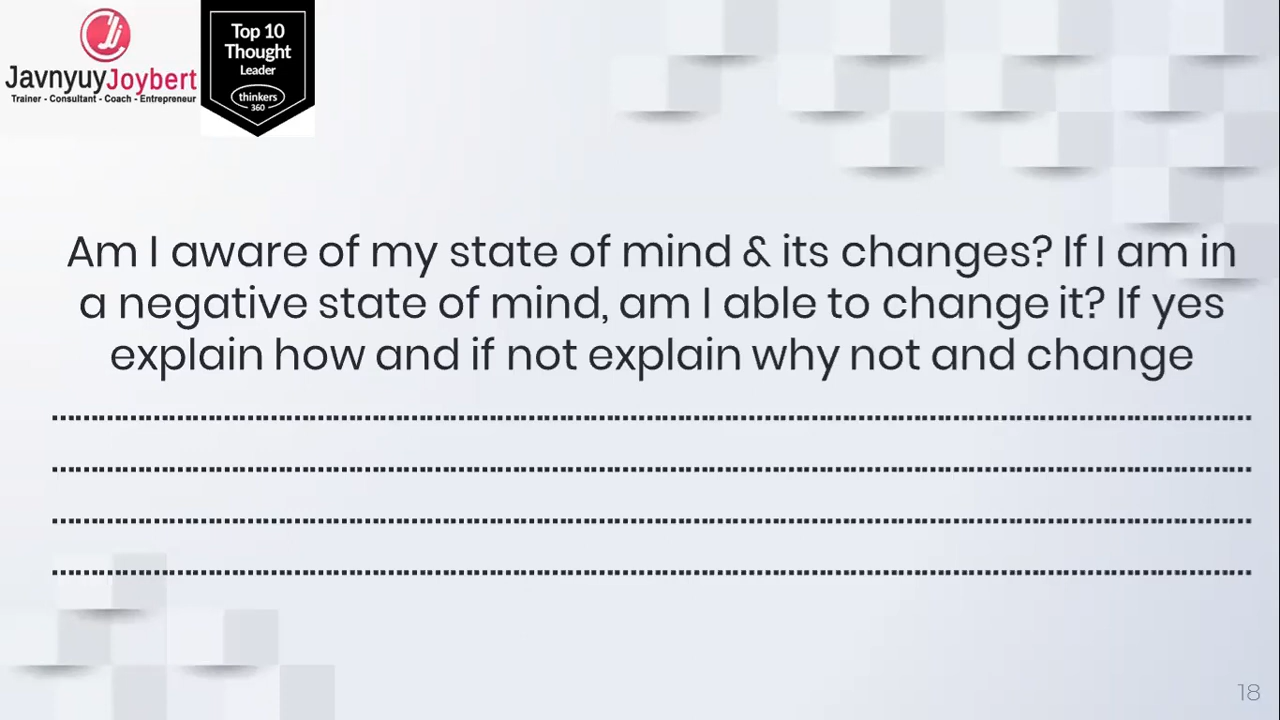 JavnyuyJoybert
Trainer - Consultant - Coach - Entrepreneur
Top 10
Thought
Leader
thinkers
360
Am I aware of my state of mind & its changes? If I am in
a negative state of mind, am I able to change it? If yes
explain how and if not explain why not and change
18